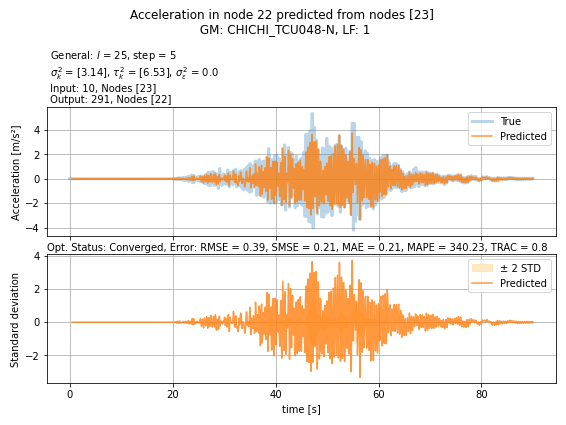 Acceleration in node 22 predicted from nodes [23]
GM: CHICHI_TCU048-N, LF: 1
General: l = 25, step = 5
σ²ₖ = [3.14], τ²ₖ = [6.53], σ²ε = 0.0
Input: 10, Nodes [23]
Output: 291, Nodes [22]
Acceleration [m/s²]
4
2
0
−2
−4
True
Predicted
Opt. Status: Converged, Error: RMSE = 0.39, SMSE = 0.21, MAE = 0.21, MAPE = 340.23, TRAC = 0.8
Standard deviation
4
2
0
−2
± 2 STD
Predicted
0 20 40 60 80
time [s]